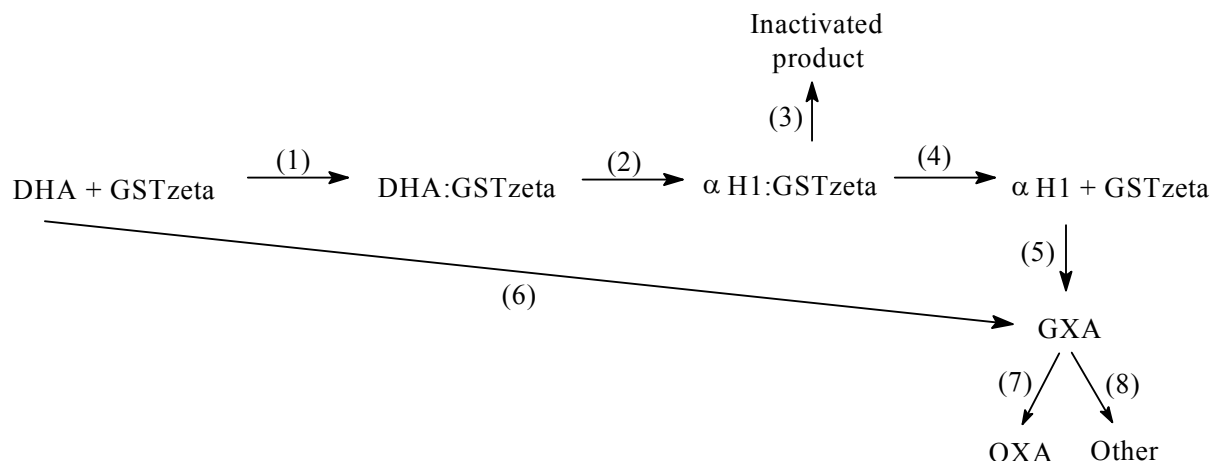 Inactivated
product
(3)
(1)
(2)
(4)
DHA + GSTzeta
DHA:GSTzeta
α H1:GSTzeta
α H1 + GSTzeta
(5)
(6)
GXA
(7)
(8)
OXA
Other